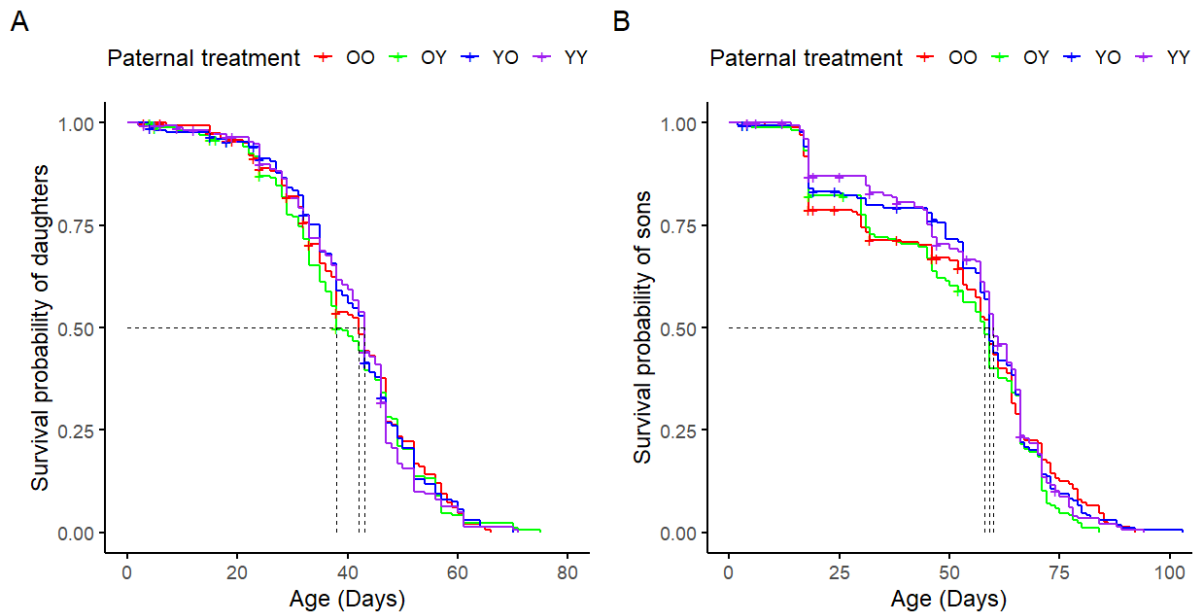 A
Paternal treatment OO OY YO YY
Survival probability of daughters
1.00
0.75
0.50
0.25
0.00
0 20 40 60 80
Age (Days)
B
Paternal treatment OO OY YO YY
Survival probability of sons
1.00
0.75
0.50
0.25
0.00
0 25 50 75 100
Age (Days)